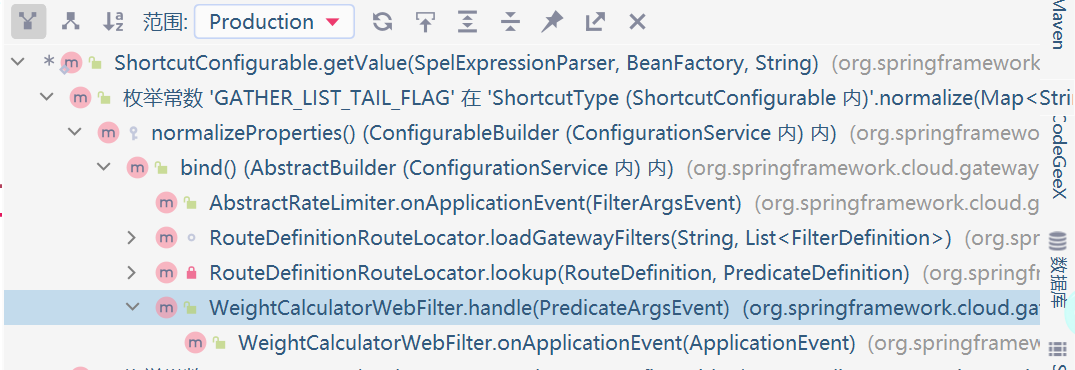 范围: Production
ShortcutConfigurable.getValue(SpelExpressionParser, BeanFactory, String) (org.springframework
枚举常数 'GATHER_LIST_TAIL_FLAG' 在 'ShortcutType (ShortcutConfigurable 内)'.normalize(Map<Stri
normalizeProperties() (ConfigurableBuilder (ConfigurationService 内) 内) (org.springframewo
bind() (AbstractBuilder (ConfigurationService 内) 内) (org.springframework.cloud.gateway
AbstractRateLimiter.onApplicationEvent(FilterArgsEvent) (org.springframework.cloud.g
RouteDefinitionRouteLocator.loadGatewayFilters(String, List<FilterDefinition>) (org.spr
RouteDefinitionRouteLocator.lookup(RouteDefinition, PredicateDefinition) (org.springfr
WeightCalculatorWebFilter.handle(PredicateArgsEvent) (org.springframework.cloud.gat
WeightCalculatorWebFilter.onApplicationEvent(ApplicationEvent) (org.springframew
Maven
CodeGeeX
数据库